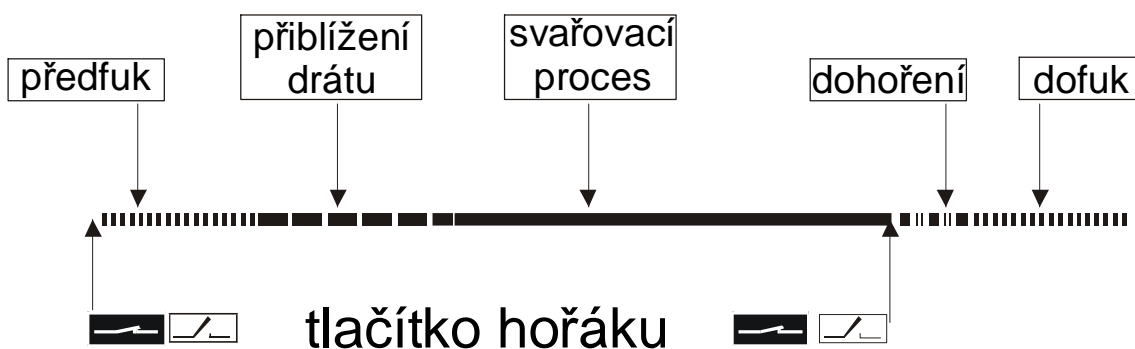 předfuk
přiblížení
drátu
svařovací
proces
dohoření
dofuk
tlačítko hořáku